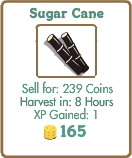 Sugar Cane
Sell for: 239 Coins
Harvest in: 8 Hours
XP Gained: 1
165